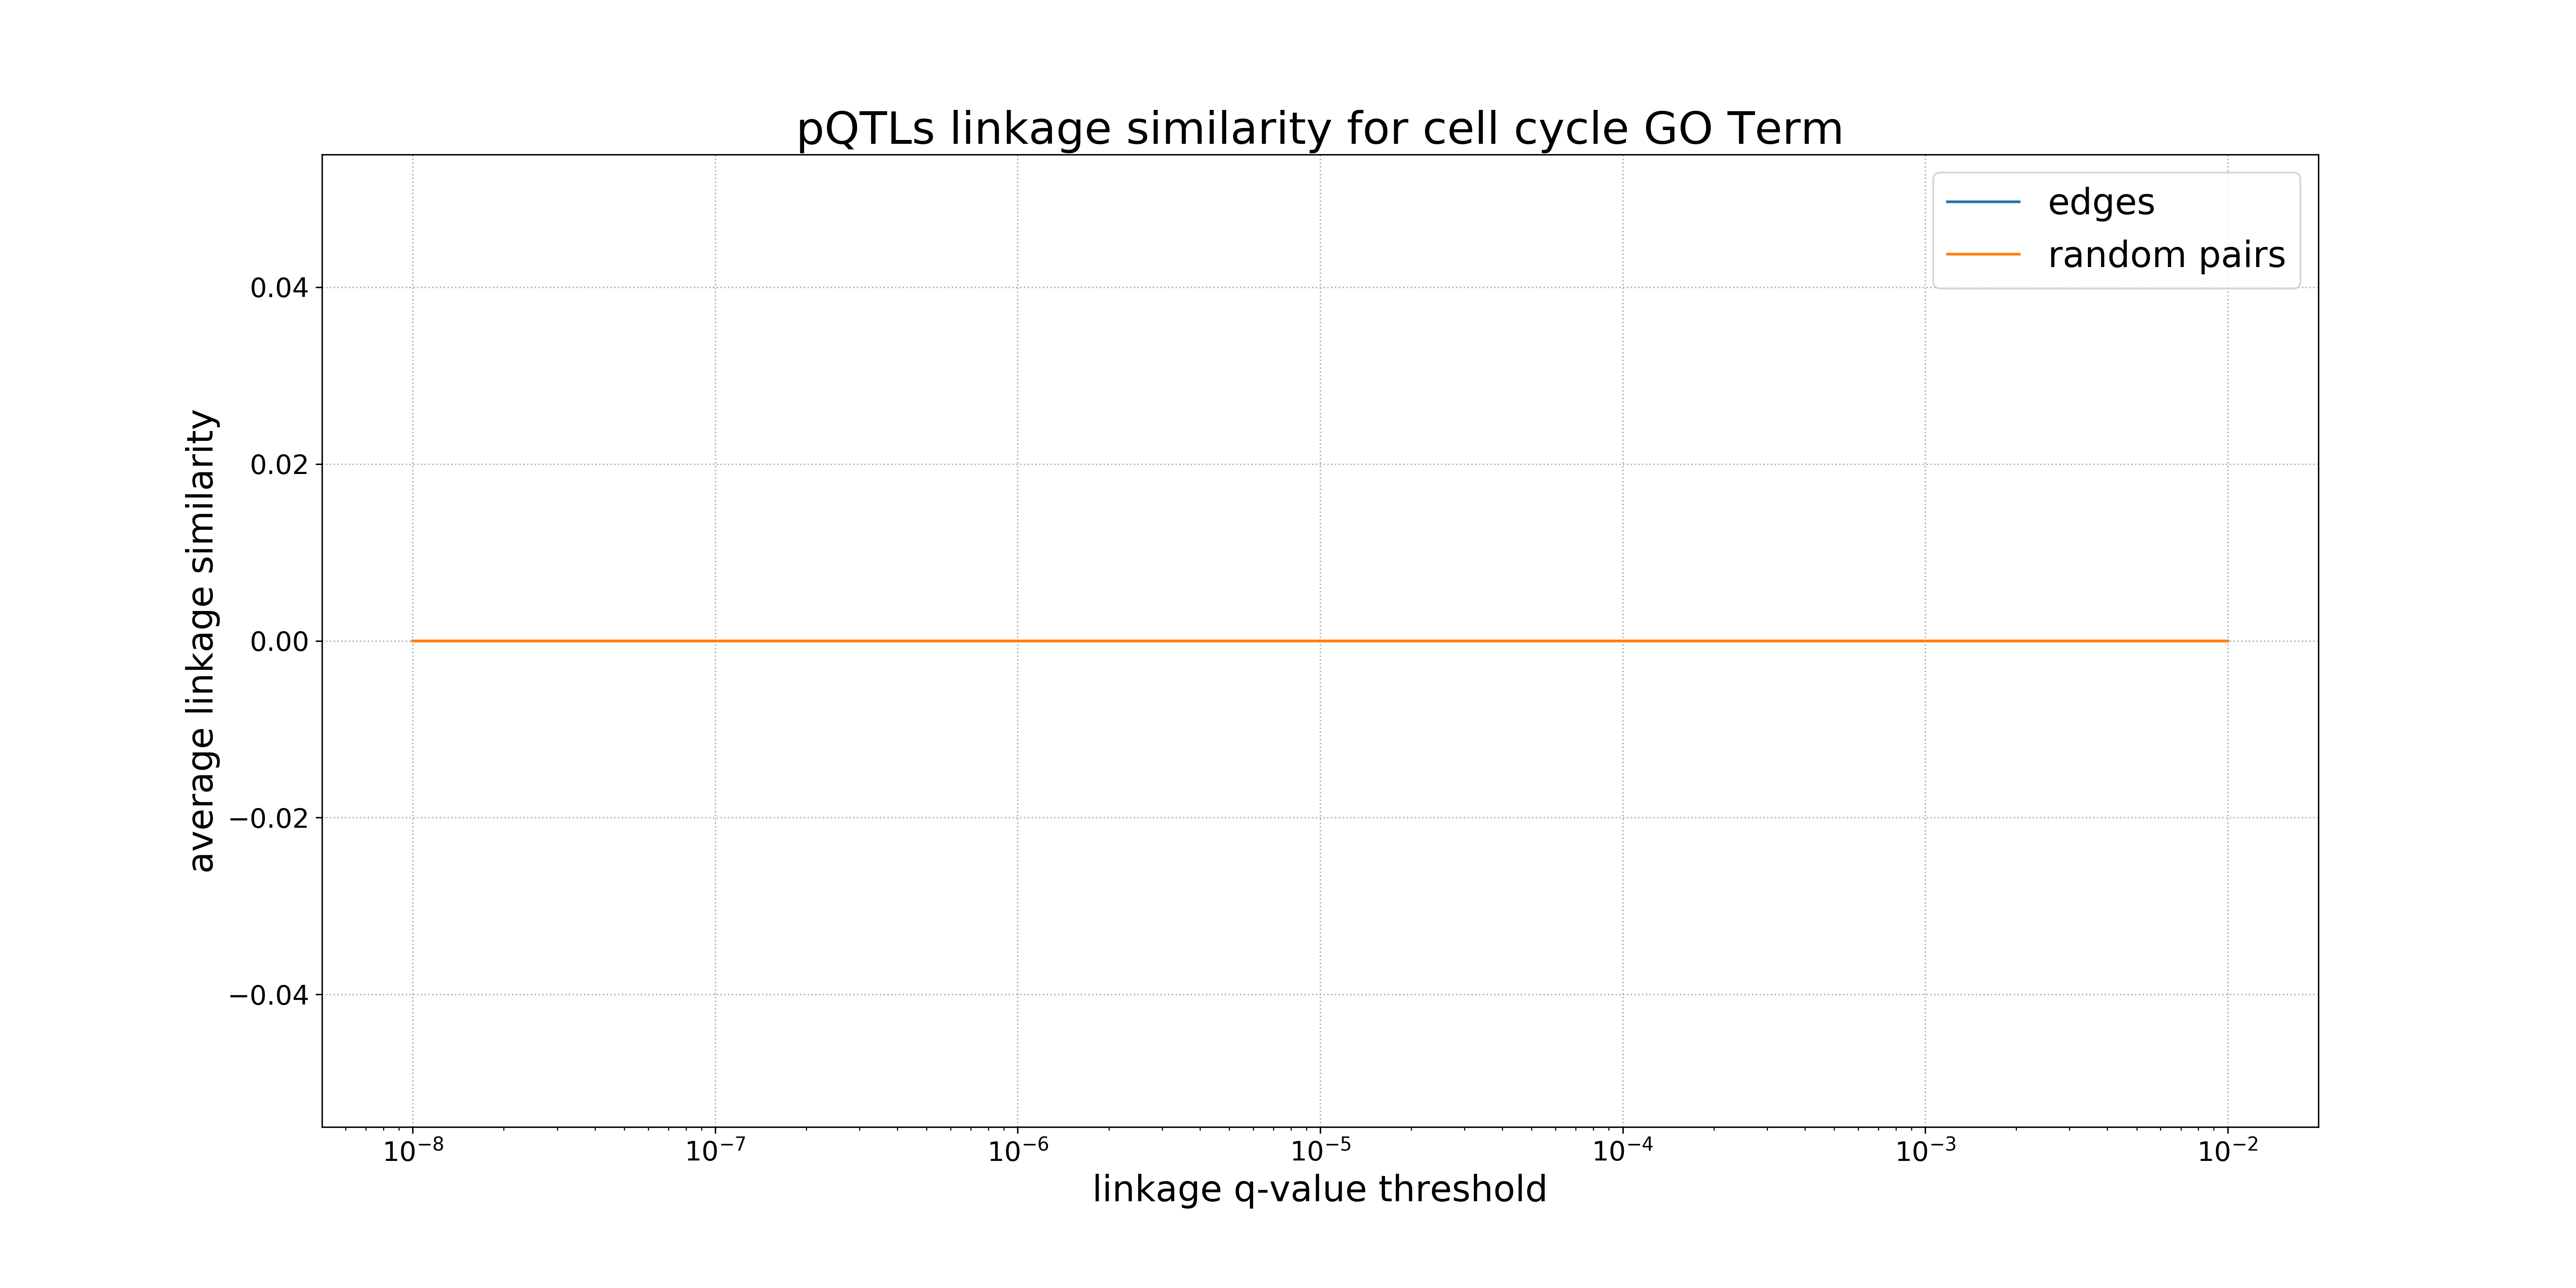 pQTLs linkage similarity for cell cycle GO Term
edges
random pairs
average linkage similarity
0.04
0.02
0.00
−0.02
−0.04
10⁻⁸ 10⁻⁷ 10⁻⁶ 10⁻⁵ 10⁻⁴ 10⁻³ 10⁻²
linkage q-value threshold